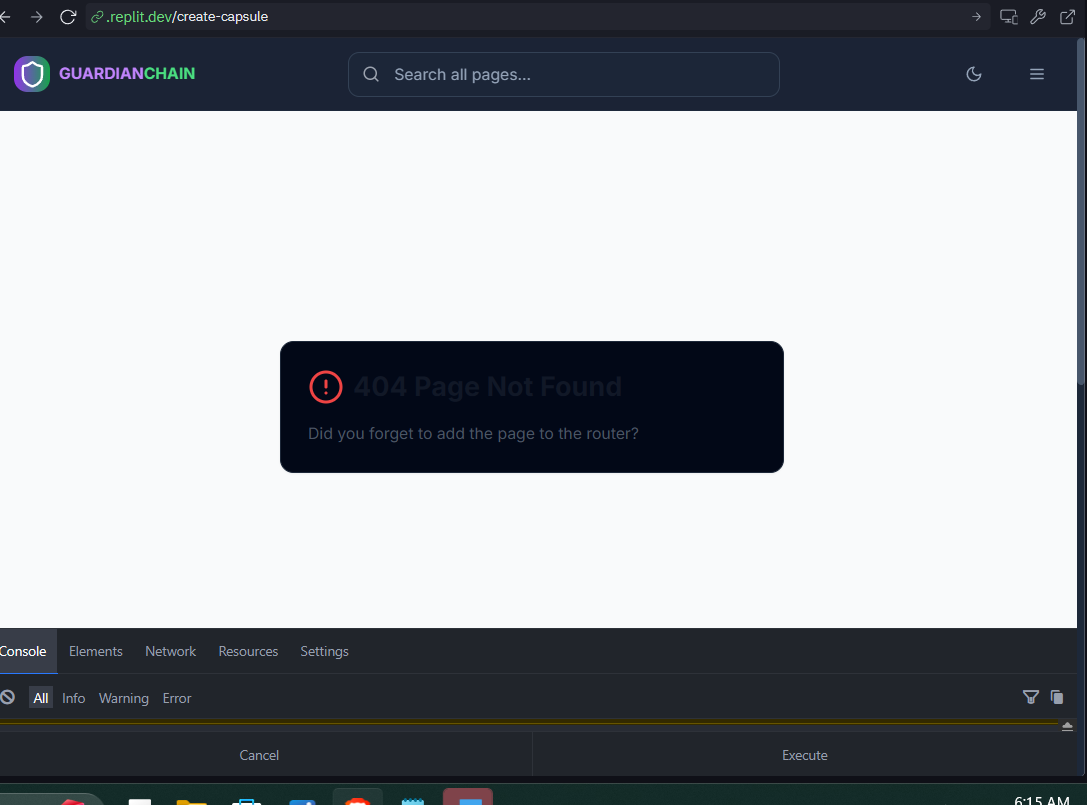 .replit.dev/create-capsule
GUARDIANCHAIN
Search all pages...
404 Page Not Found
Did you forget to add the page to the router?
Console Elements Network Resources Settings
All Info Warning Error
Cancel Execute
6:15 AM